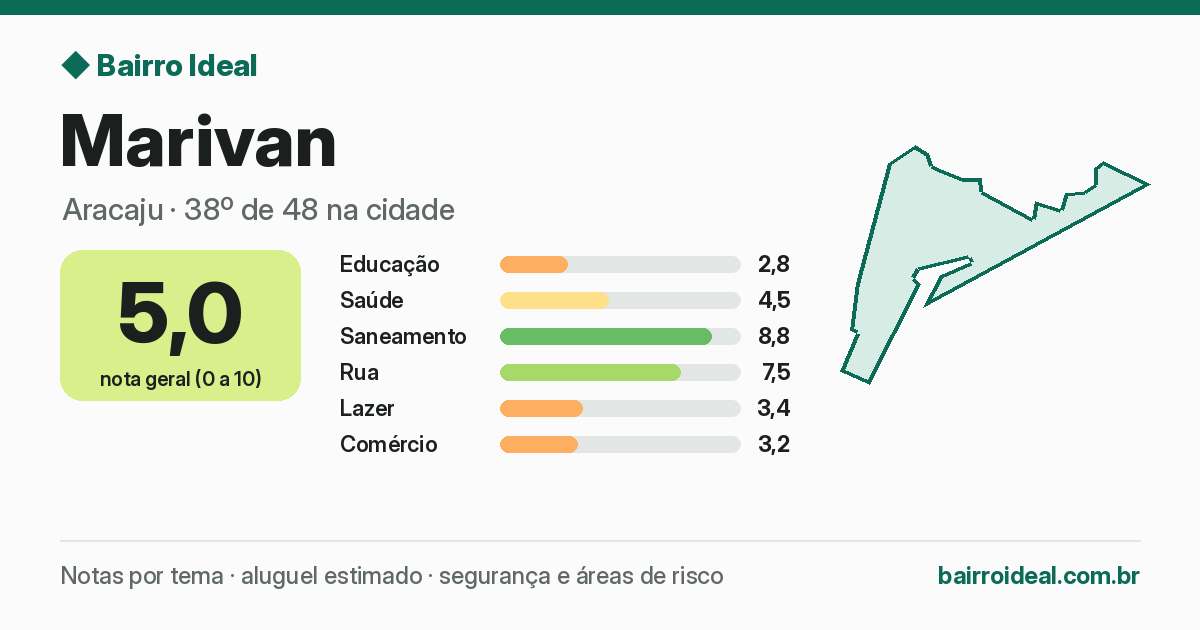 Bairro Ideal
Marivan
Aracaju · 38º de 48 na cidade
5,0
nota geral (0 a 10)
Educação 2,8
Saúde 4,5
Saneamento 8,8
Rua 7,5
Lazer 3,4
Comércio 3,2
Notas por tema · aluguel estimado · segurança e áreas de risco
bairroideal.com.br